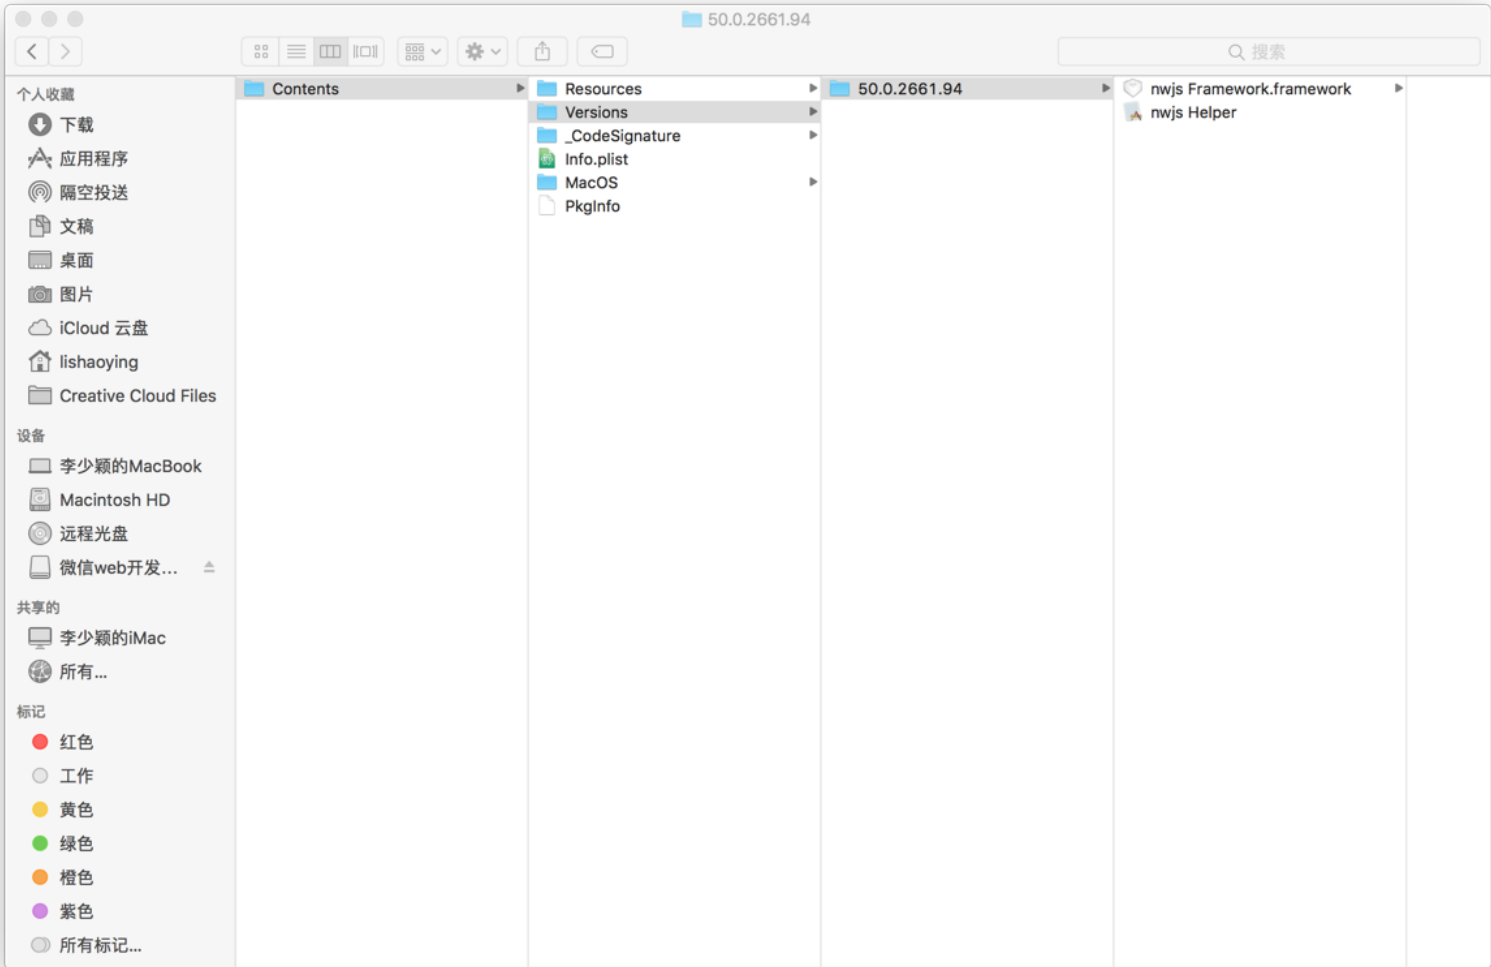 50.0.2661.94
搜索
个人收藏
下载
应用程序
隔空投送
文稿
桌面
图片
iCloud 云盘
lishaoying
Creative Cloud Files
设备
李少颖的MacBook
Macintosh HD
远程光盘
微信web开发...
共享的
李少颖的iMac
所有...
标记
红色
工作
黄色
绿色
橙色
紫色
所有标记...
Contents
Resources
Versions
_CodeSignature
Info.plist
MacOS
PkgInfo
50.0.2661.94
nwjs Framework.framework
nwjs Helper